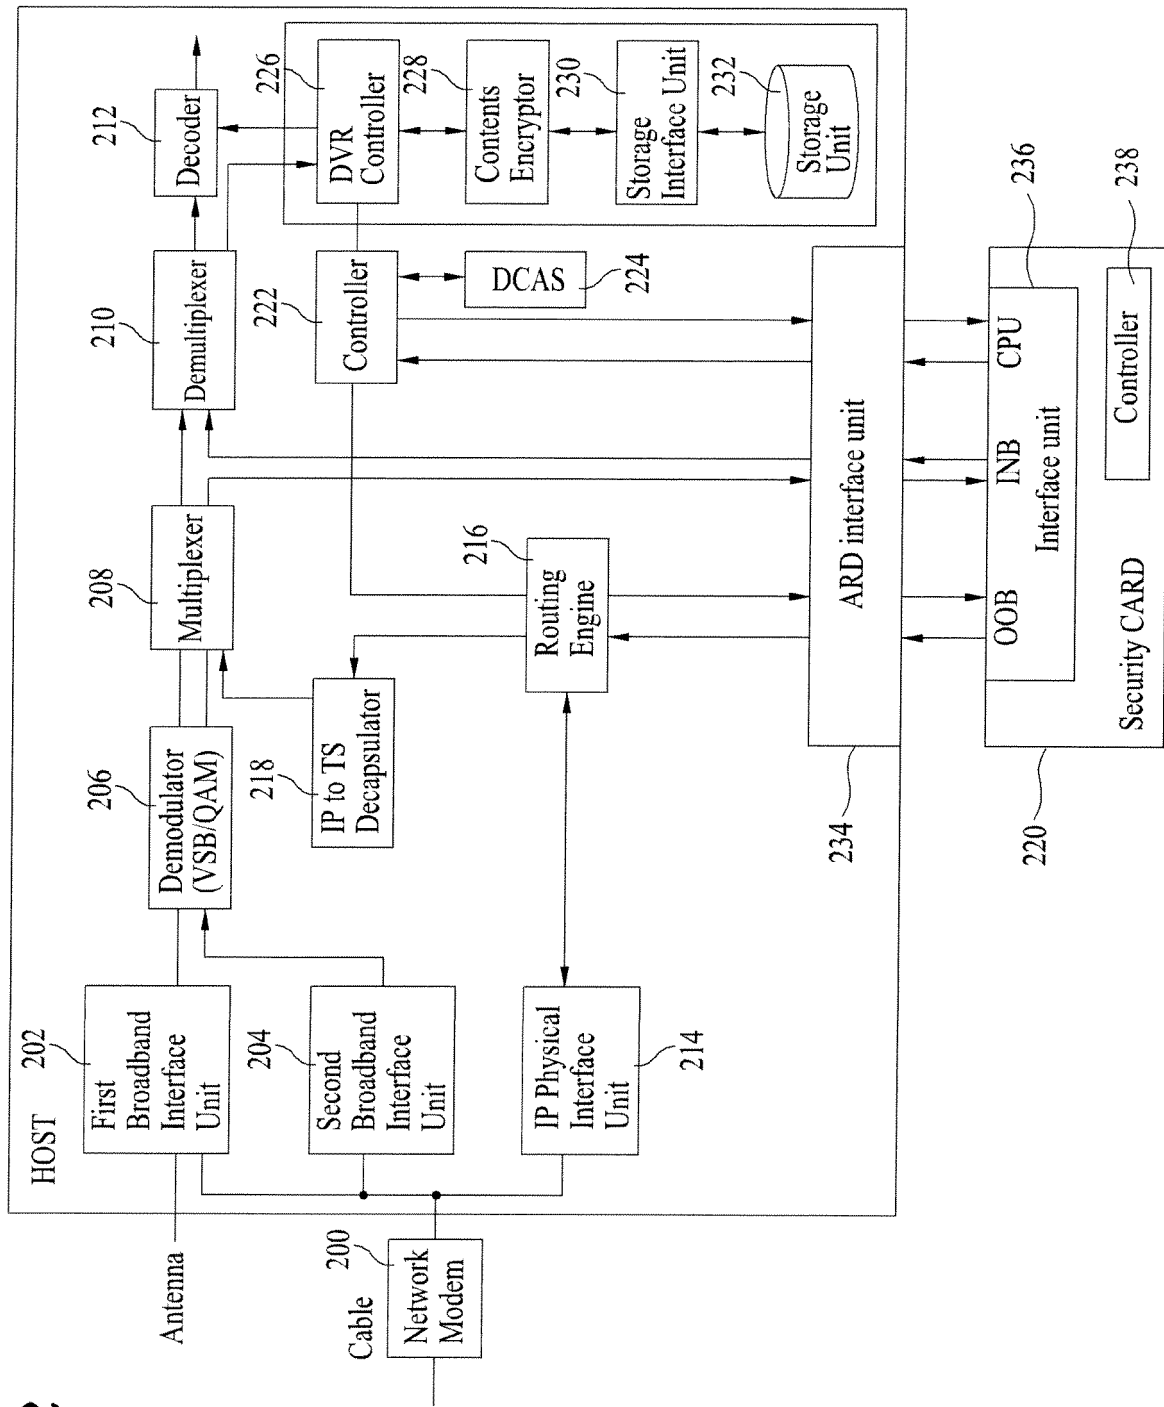 HOST
Antenna
Cable
200
Network
Modem
202
First
Broadband
Interface
Unit
204
Second
Broadband
Interface
Unit
214
IP Physical
Interface
Unit
206
Demodulator
(VSB/QAM)
218
IP to TS
Decapsulator
208
Multiplexer
216
Routing
Engine
210
Demultiplexer
222
Controller
DCAS
224
212
Decoder
226
DVR
Controller
228
Contents
Encryptor
230
Storage
Interface Unit
232
Storage
Unit
234
ARD interface unit
220
OOB
INB
CPU
Interface unit
236
Security CARD
Controller
238